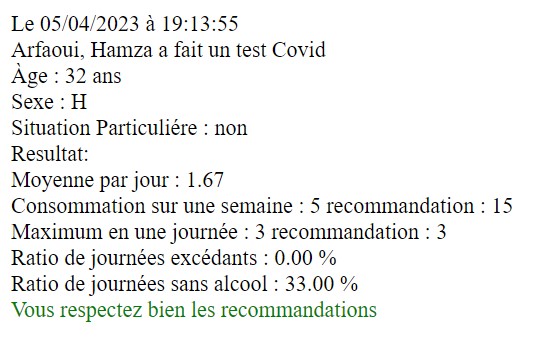 Le 05/04/2023 à 19:13:55
Arfaoui, Hamza a fait un test Covid
Àge : 32 ans
Sexe : H
Situation Particuliére : non
Resultat:
Moyenne par jour : 1.67
Consommation sur une semaine : 5 recommandation : 15
Maximum en une journée : 3 recommandation : 3
Ratio de journées excédants : 0.00 %
Ratio de journées sans alcool : 33.00 %
Vous respectez bien les recommandations